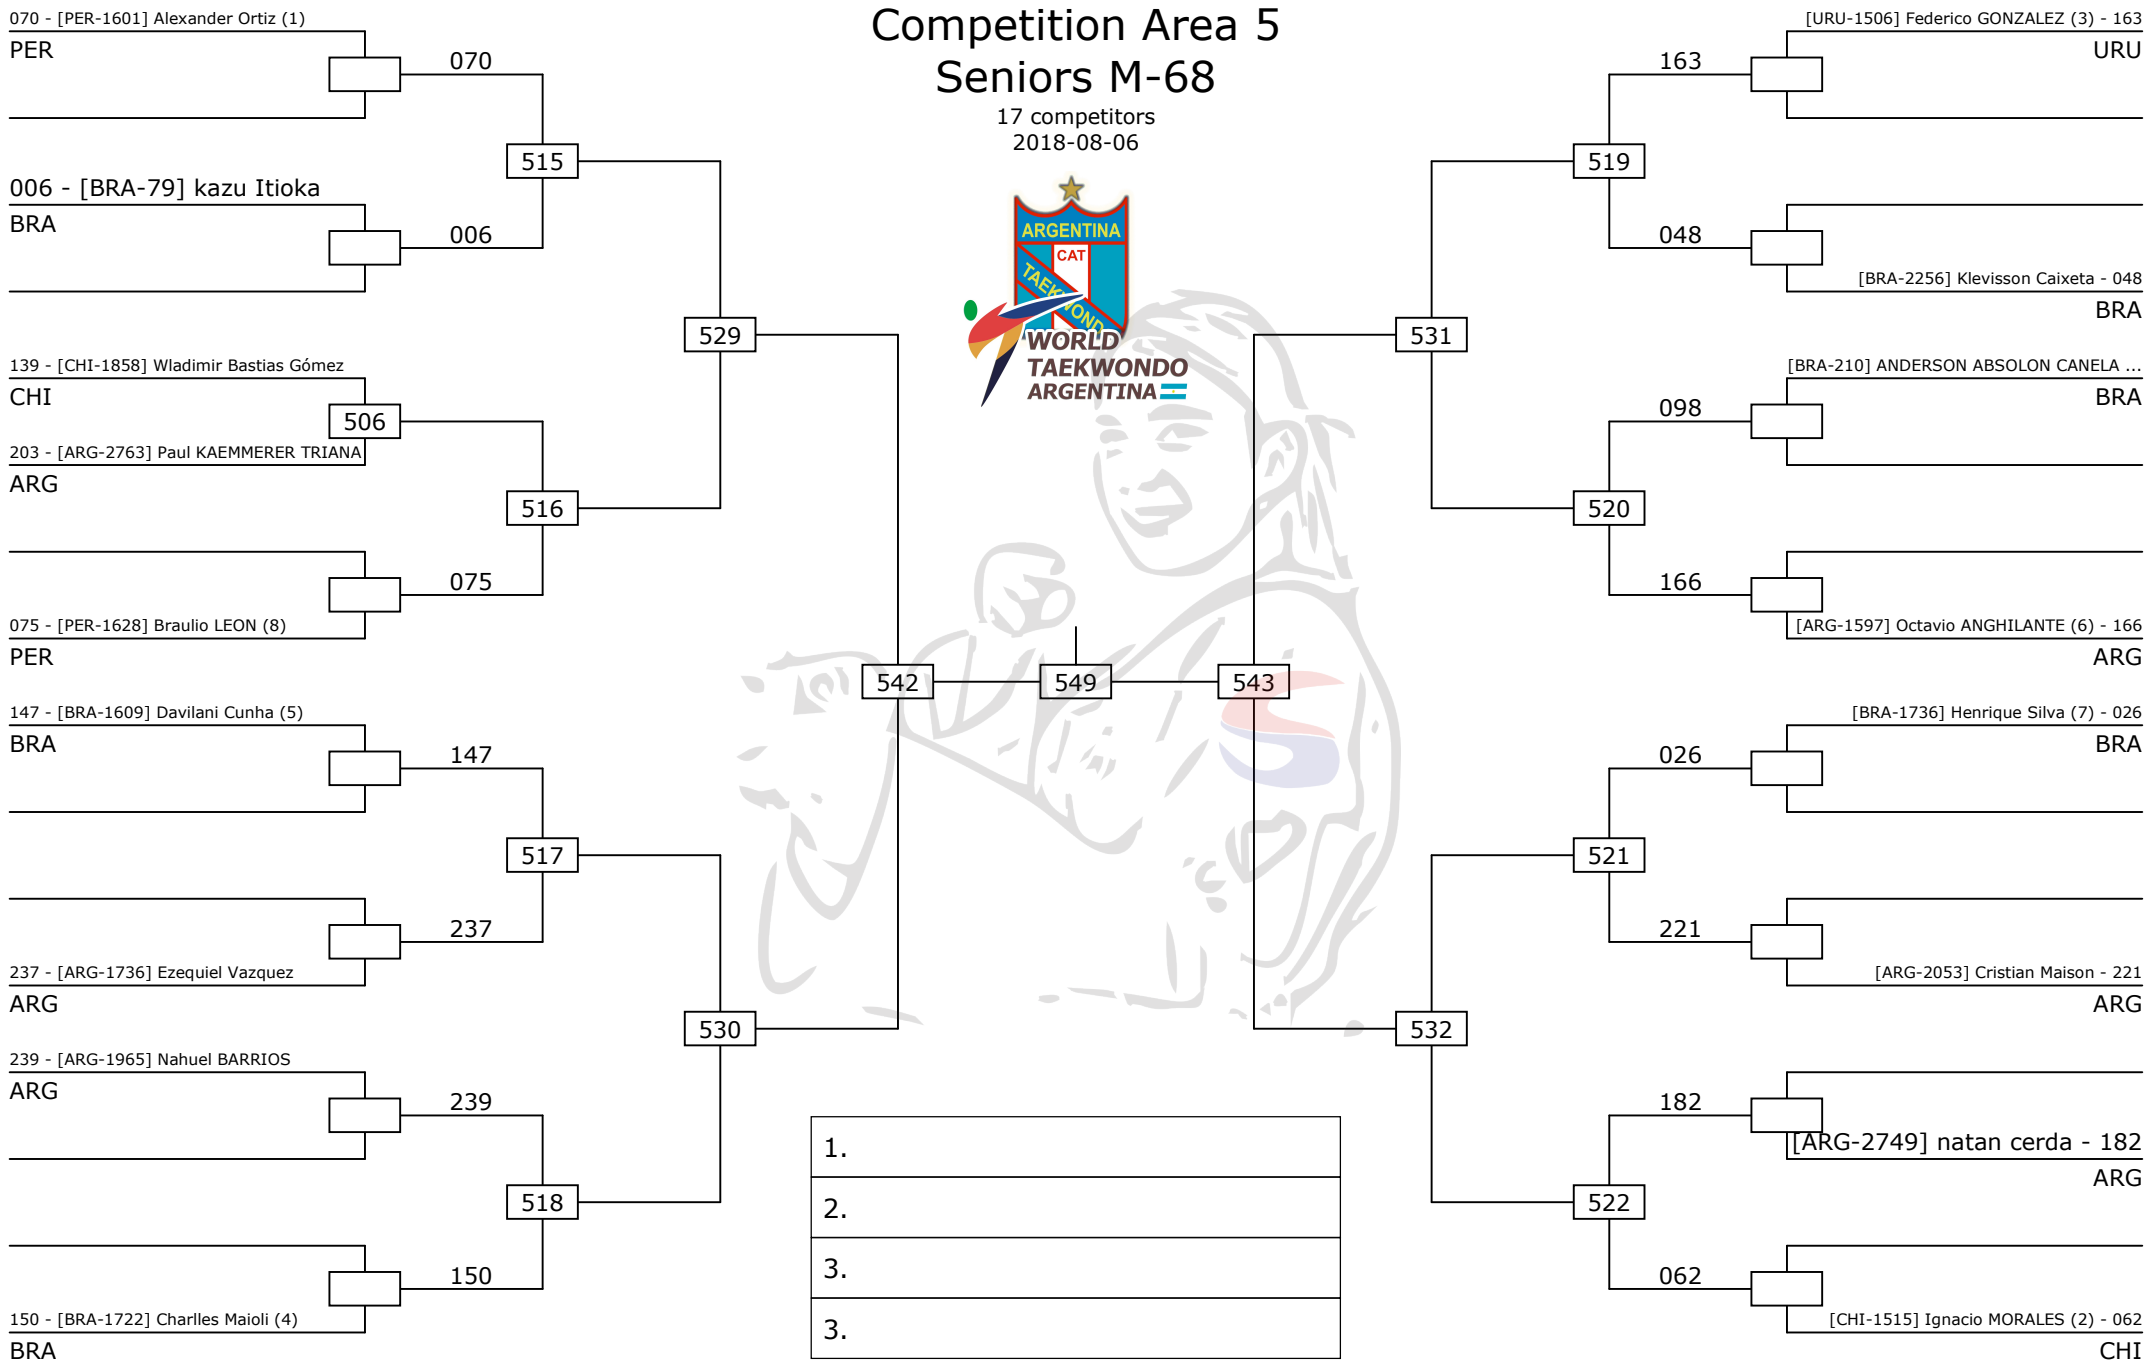 Competition Area 5
Seniors M-68
17 competitors
2018-08-06
ARGENTINA
CAT
TAEKWONDO
WORLD
TAEKWONDO
ARGENTINA
070 - [PER-1601] Alexander Ortiz (1)
PER
070
515
006 - [BRA-79] kazu Itioka
BRA
006
529
139 - [CHI-1858] Wladimir Bastias Gómez
CHI
506
203 - [ARG-2763] Paul KAEMMERER TRIANA
ARG
516
075
075 - [PER-1628] Braulio LEON (8)
PER
542
549
543
147 - [BRA-1609] Davilani Cunha (5)
BRA
147
517
237
237 - [ARG-1736] Ezequiel Vazquez
ARG
530
239 - [ARG-1965] Nahuel BARRIOS
ARG
239
518
150
150 - [BRA-1722] Charlles Maioli (4)
BRA
[URU-1506] Federico GONZALEZ (3) - 163
URU
163
519
048
[BRA-2256] Klevisson Caixeta - 048
BRA
531
[BRA-210] ANDERSON ABSOLON CANELA ...
BRA
098
520
166
[ARG-1597] Octavio ANGHILANTE (6) - 166
ARG
[BRA-1736] Henrique Silva (7) - 026
BRA
026
521
221
[ARG-2053] Cristian Maison - 221
ARG
532
182
[ARG-2749] natan cerda - 182
ARG
522
062
[CHI-1515] Ignacio MORALES (2) - 062
CHI
1.
2.
3.
3.